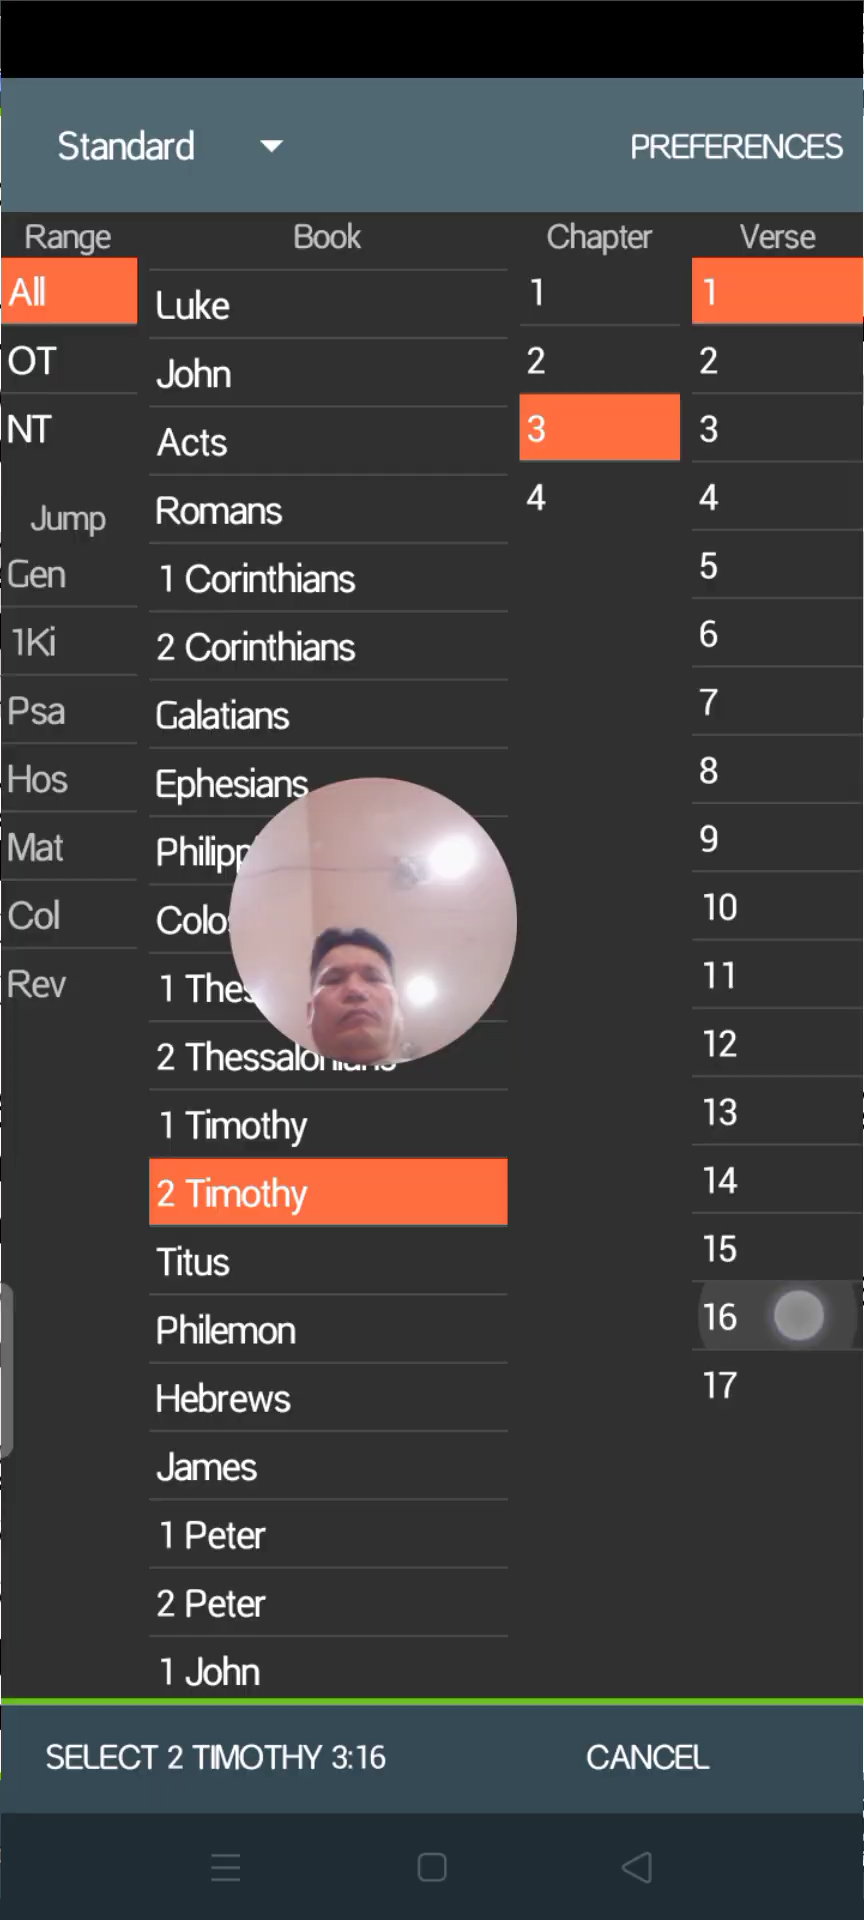 Standard PREFERENCES
Range Book Chapter Verse
All
OT
NT
Jump
Gen
1Ki
Psa
Hos
Mat
Col
Rev
Luke
John
Acts
Romans
1 Corinthians
2 Corinthians
Galatians
Ephesians
1 Timothy
2 Timothy
Titus
Philemon
Hebrews
James
1 Peter
2 Peter
1 John
1
2
3
4
1
2
3
4
5
6
7
8
9
10
11
12
13
14
15
16
17
SELECT 2 TIMOTHY 3:16 CANCEL